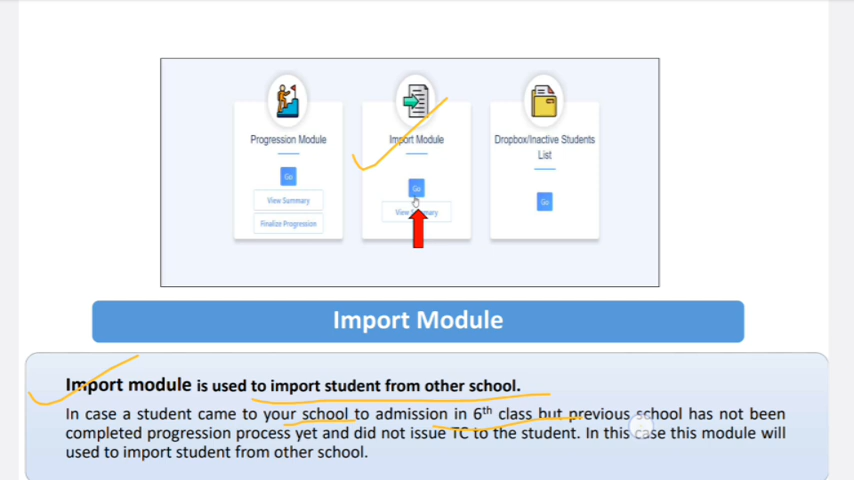 Progression Module
Go
View Summary
Finalize Progression
Import Module
Go
View Summary
Dropbox/Inactive Students
List
Go
Import Module
Import module is used to import student from other school.
In case a student came to your school to admission in 6th class but previous school has not been
completed progression process yet and did not issue TC to the student. In this case this module will
used to import student from other school.